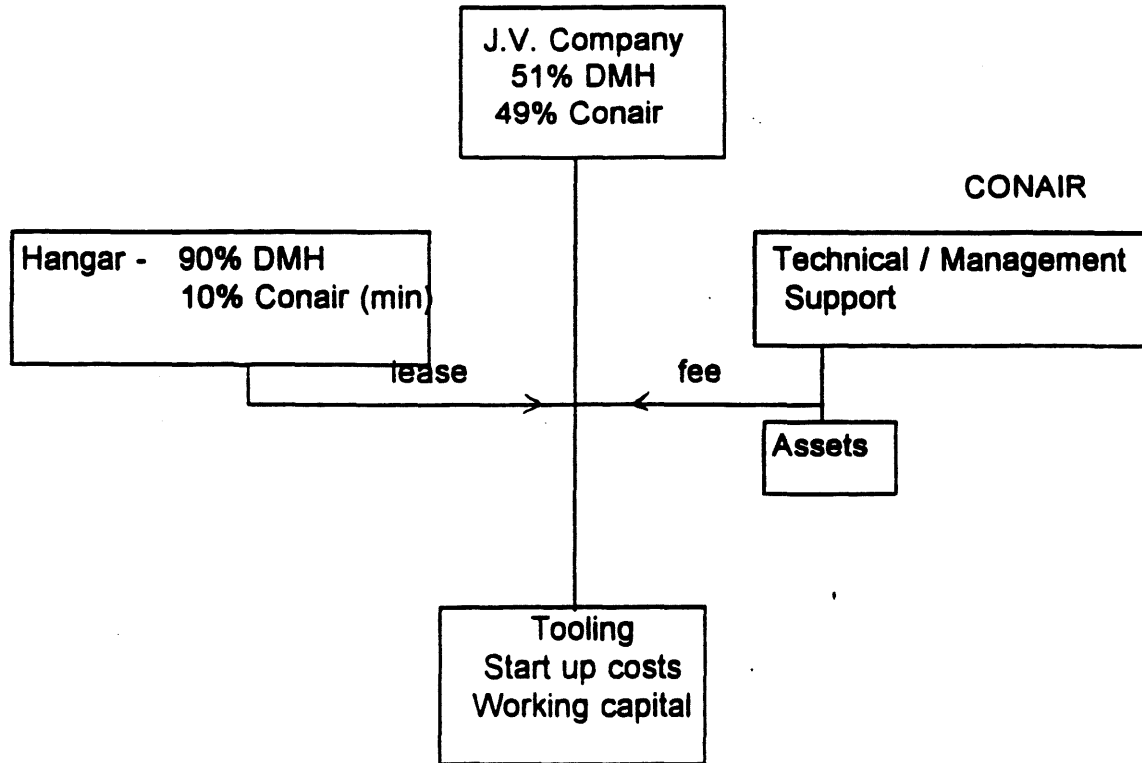 J.V. Company
51% DMH
49% Conair
CONAIR
Hangar - 90% DMH
10% Conair (min)
Technical / Management
Support
lease
fee
Assets
Tooling
Start up costs
Working capital